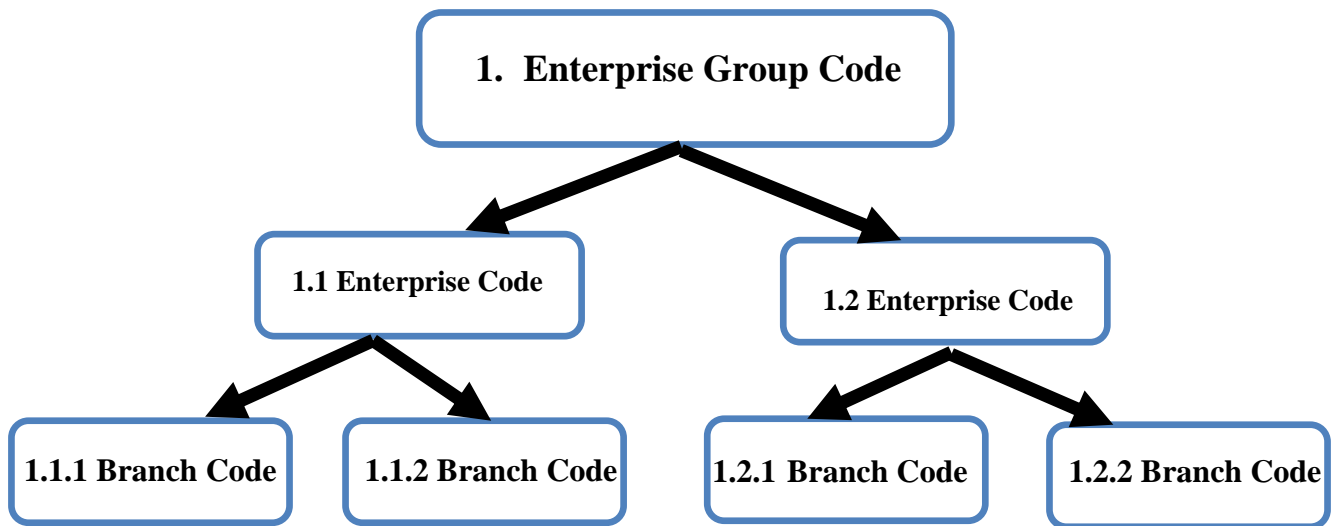 1. Enterprise Group Code
1.1 Enterprise Code
1.2 Enterprise Code
1.1.1 Branch Code
1.1.2 Branch Code
1.2.1 Branch Code
1.2.2 Branch Code